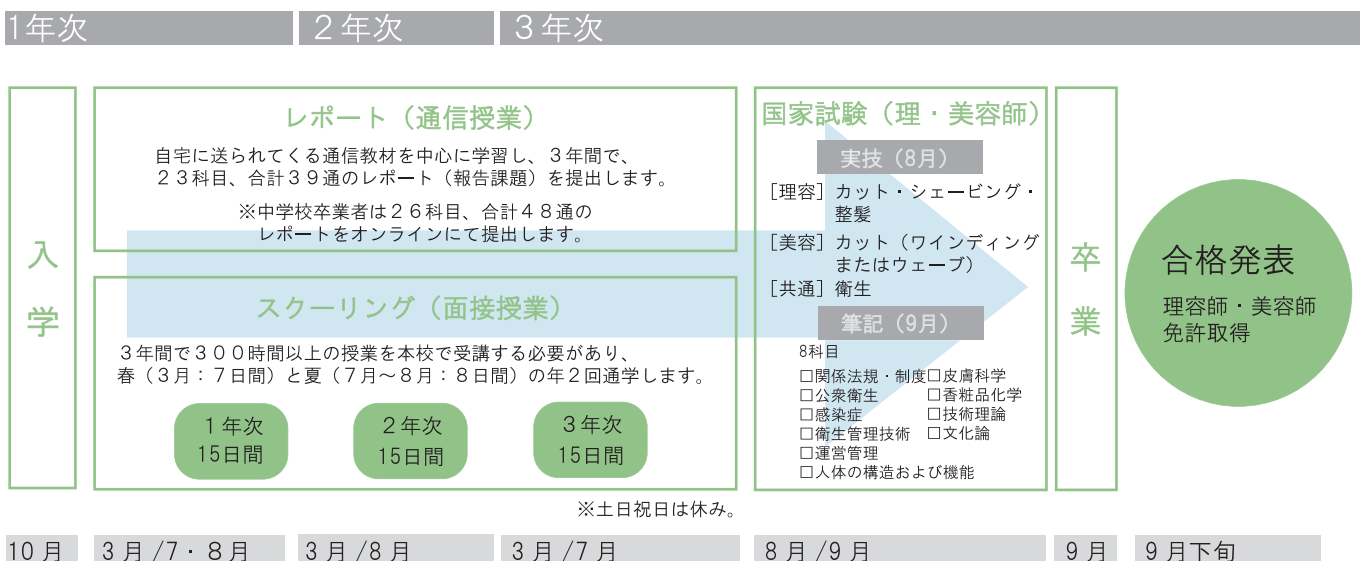 1年次
2年次
3年次
入学
レポート(通信授業)
自宅に送られてくる通信教材を中心に学習し、3年間で、
23科目、合計39通のレポート(報告課題)を提出します。
※中学校卒業者は26科目、合計48通の
レポートをオンラインにて提出します。
スクーリング(面接授業)
3年間で300時間以上の授業を本校で受講する必要があり、
春(3月:7日間)と夏(7月~8月:8日間)の年2回通学します。
1年次
15日間
2年次
15日間
3年次
15日間
※土日祝日は休み。
国家試験(理・美容師)
実技(8月)
[理容]カット・シェービング・
整髪
[美容]カット(ワインディング
またはウェーブ)
[共通]衛生
筆記(9月)
8科目
□関係法規・制度□皮膚科学
□公衆衛生 □香粧品化学
□感染症 □技術理論
□衛生管理技術 □文化論
□運営管理
□人体の構造および機能
卒業
合格発表
理容師・美容師
免許取得
10月
3月/7・8月
3月/8月
3月/7月
8月/9月
9月
9月下旬